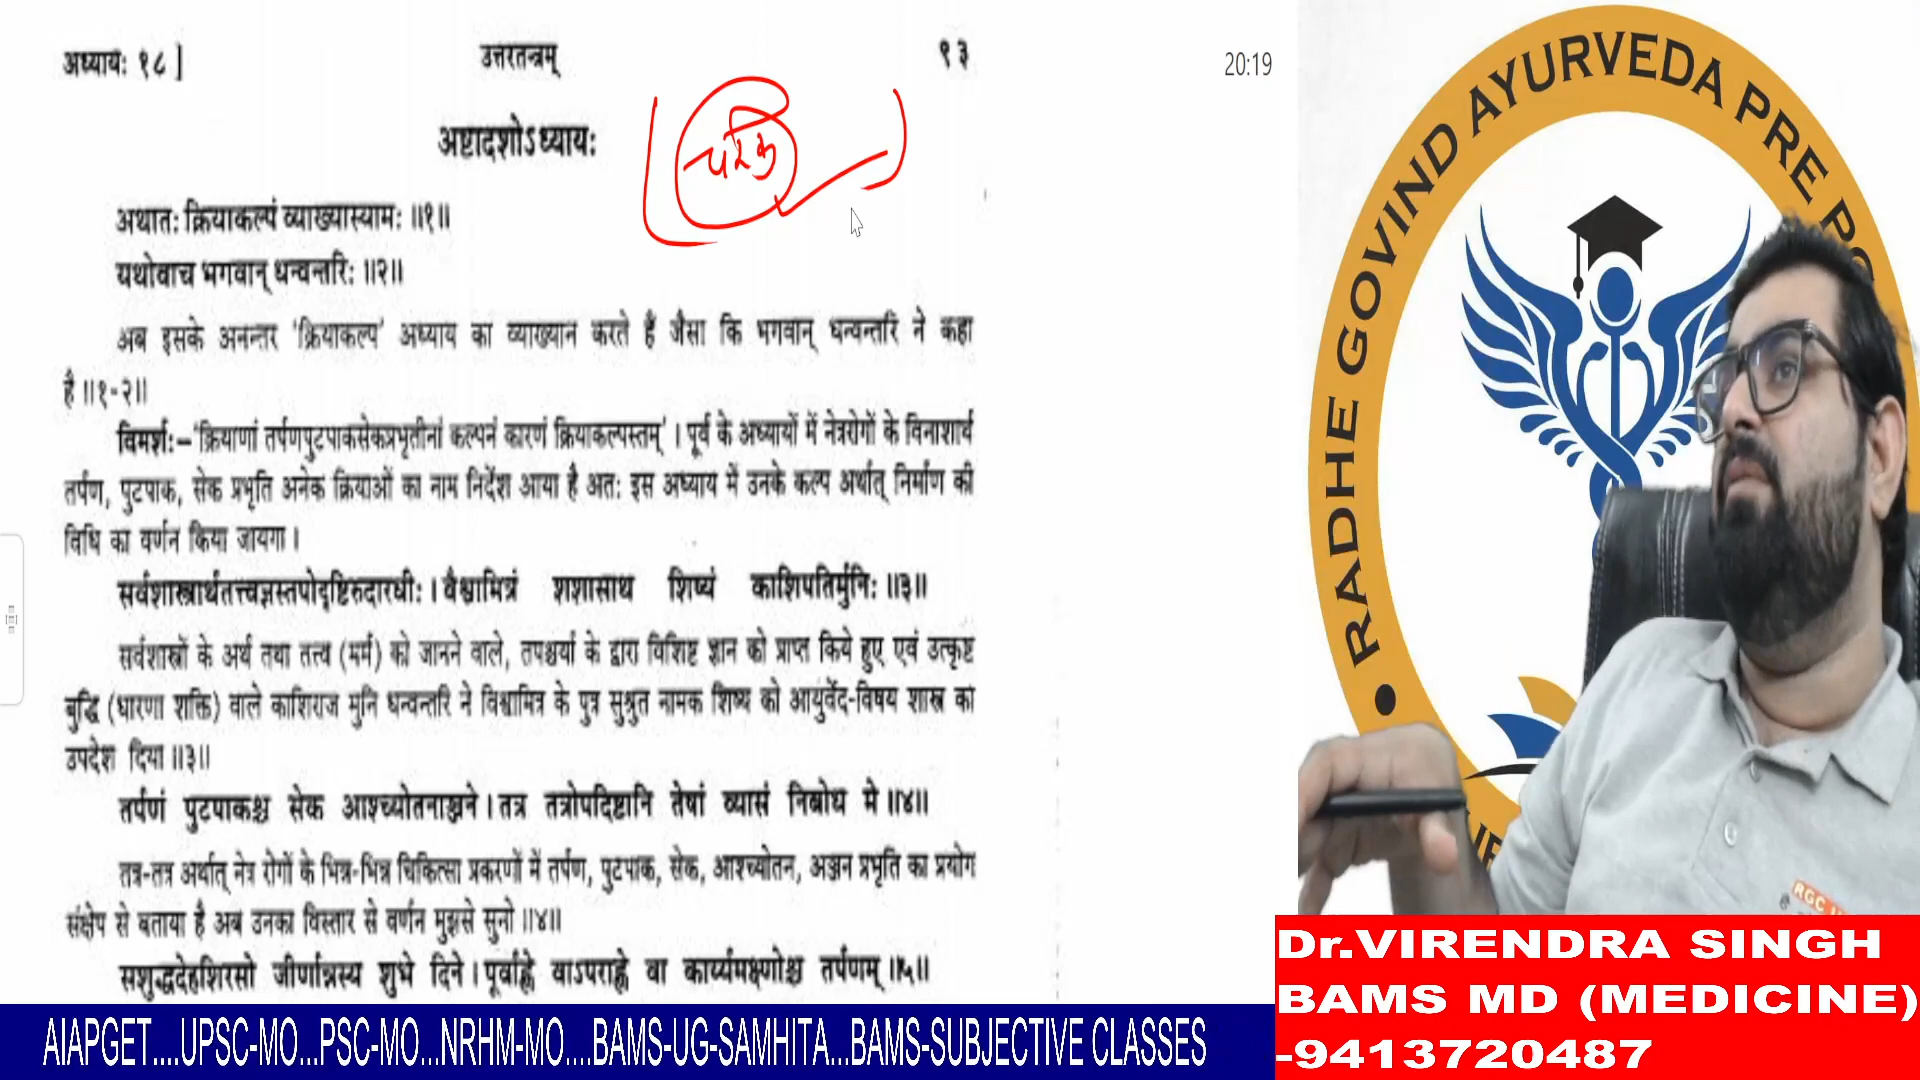 अध्यायः १८ ]
उत्तरतन्त्रम्
१३
20:19
अष्टादशोऽध्यायः
चरक
अथातः क्रियाकल्पं व्याख्यास्यामः ॥१॥
यथोवाच भगवान् धन्वन्तरिः ॥२॥
अब इसके अनन्तर 'क्रियाकल्प' अध्याय का व्याख्यान करते हैं जैसा कि भगवान् धन्वन्तरि ने कहा
है ॥१-२॥
विमर्शः–'क्रियाणां तर्पणपुटपाकसेकप्रभृतीनां कल्पनं कारणं क्रियाकल्पस्तम्' । पूर्व के अध्यायों में नेत्ररोगों के विनाशार्थ
तर्पण, पुटपाक, सेक प्रभृति अनेक क्रियाओं का नाम निर्देश आया है अतः इस अध्याय में उनके कल्प अर्थात् निर्माण की
विधि का वर्णन किया जायगा ।
सर्वशास्त्रार्थतत्त्वज्ञस्तपोदृष्टिरुदारधीः । वैश्वामित्रं शशासाथ शिष्यं काशिपतिर्मुनिः ॥३॥
सर्वशास्त्रों के अर्थ तथा तत्त्व (मर्म) को जानने वाले, तपश्चर्या के द्वारा विशिष्ट ज्ञान को प्राप्त किये हुए एवं उत्कृष्ट
बुद्धि (धारणा शक्ति) वाले काशिराज मुनि धन्वन्तरि ने विश्वामित्र के पुत्र सुश्रुत नामक शिष्य को आयुर्वेद-विषय शास्त्र का
उपदेश दिया ॥३॥
तर्पणं पुटपाकश्च सेक आश्च्योतनाञ्जने । तत्र तत्रोपदिष्टानि तेषां व्यासं निबोध मे ॥४॥
तत्र-तत्र अर्थात् नेत्र रोगों के भिन्न-भिन्न चिकित्सा प्रकरणों में तर्पण, पुटपाक, सेक, आश्च्योतन, अञ्जन प्रभृति का प्रयोग
संक्षेप से बताया है अब उनका विस्तार से वर्णन मुझसे सुनो ॥४॥
सशुद्धदेहशिरसो जीर्णान्नस्य शुभे दिने । पूर्वाह्ने वाऽपराह्ने वा कार्य्यमक्ष्णोश्च तर्पणम् ॥५॥
RADHE GOVIND AYURVEDA PRE PG
RGC
Dr.VIRENDRA SINGH
BAMS MD (MEDICINE)
-9413720487
AIAPGET....UPSC-MO...PSC-MO...NRHM-MO....BAMS-UG-SAMHITA...BAMS-SUBJECTIVE CLASSES